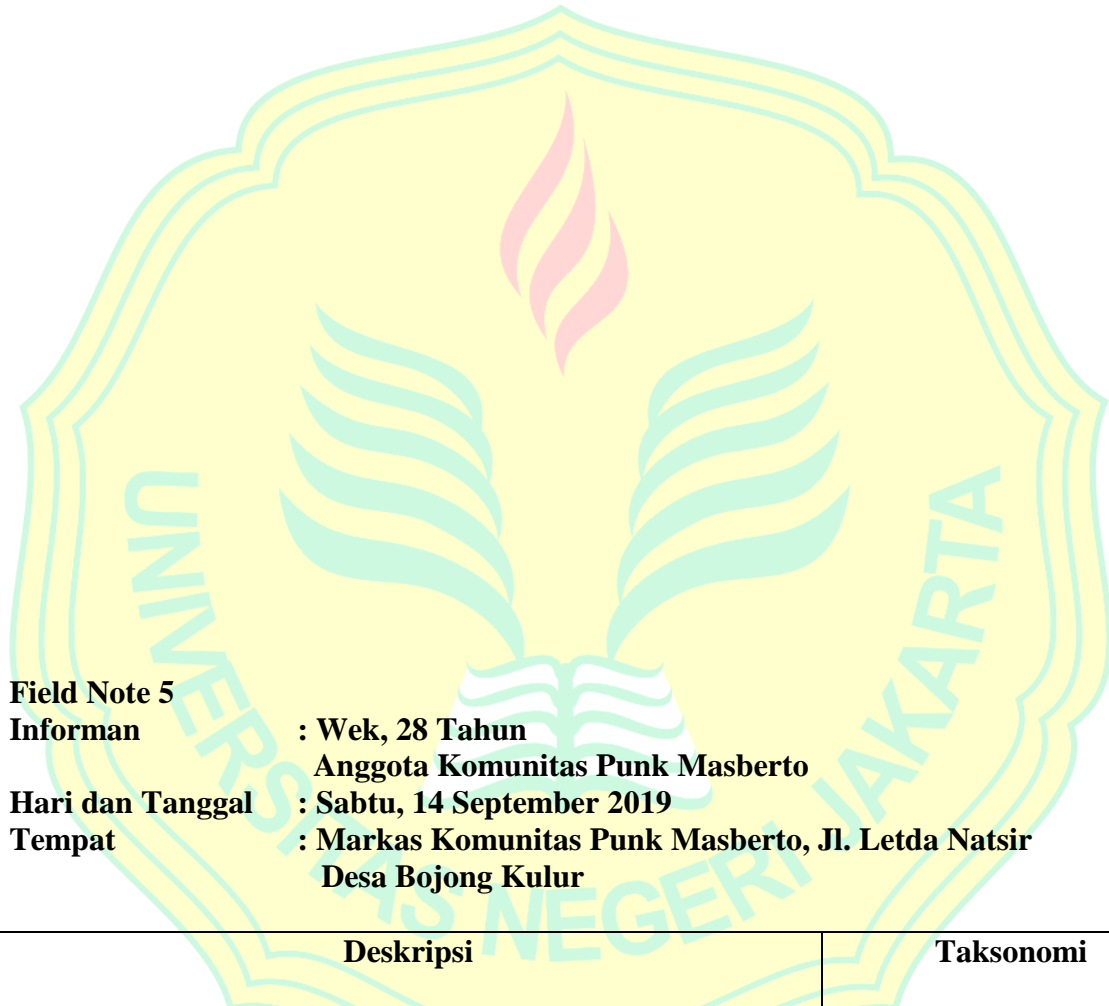 UNIVERSITAS NEGERI JAKARTA
Field Note 5
Informan : Wek, 28 Tahun
Anggota Komunitas Punk Masberto
Hari dan Tanggal : Sabtu, 14 September 2019
Tempat : Markas Komunitas Punk Masberto, Jl. Letda Natsir
Desa Bojong Kulur
Deskripsi Taksonomi